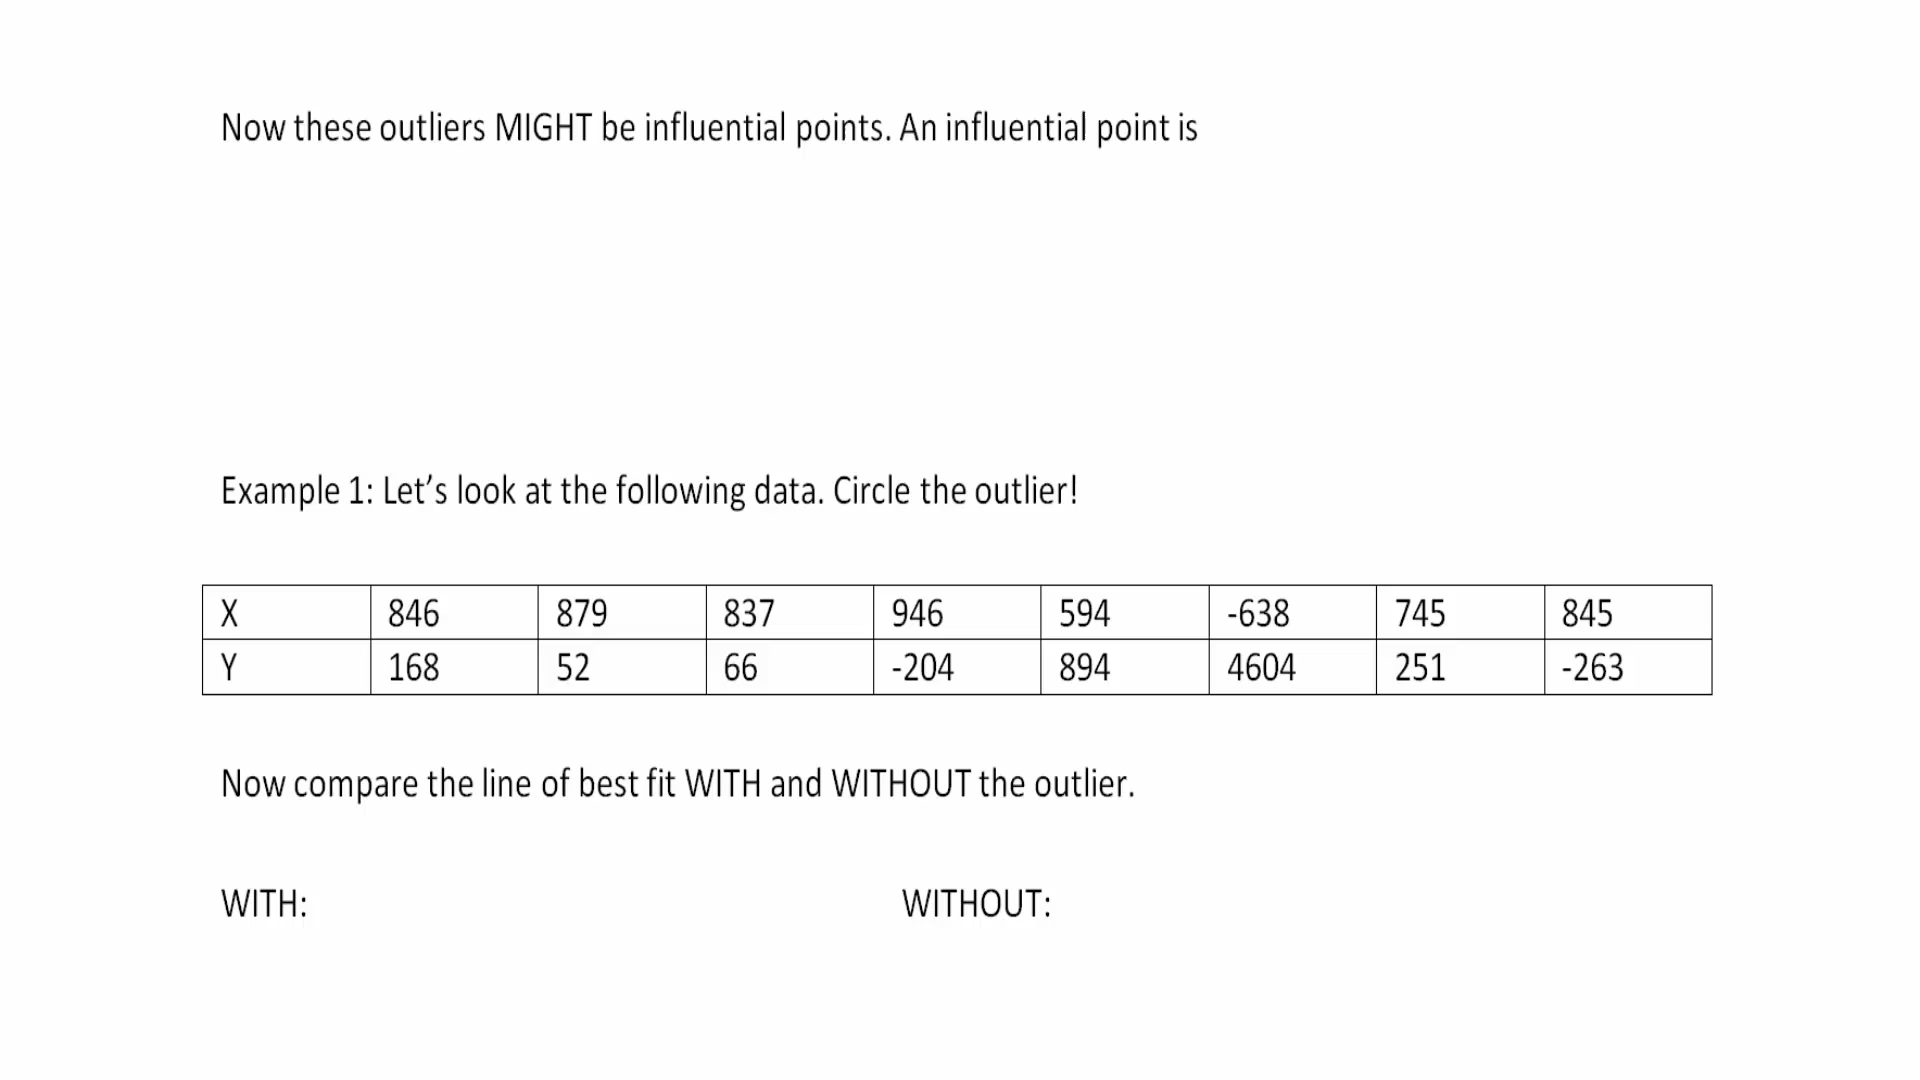 Now these outliers MIGHT be influential points. An influential point is
Example 1: Let’s look at the following data. Circle the outlier!
X 846 879 837 946 594 -638 745 845
Y 168 52 66 -204 894 4604 251 -263
Now compare the line of best fit WITH and WITHOUT the outlier.
WITH: WITHOUT: